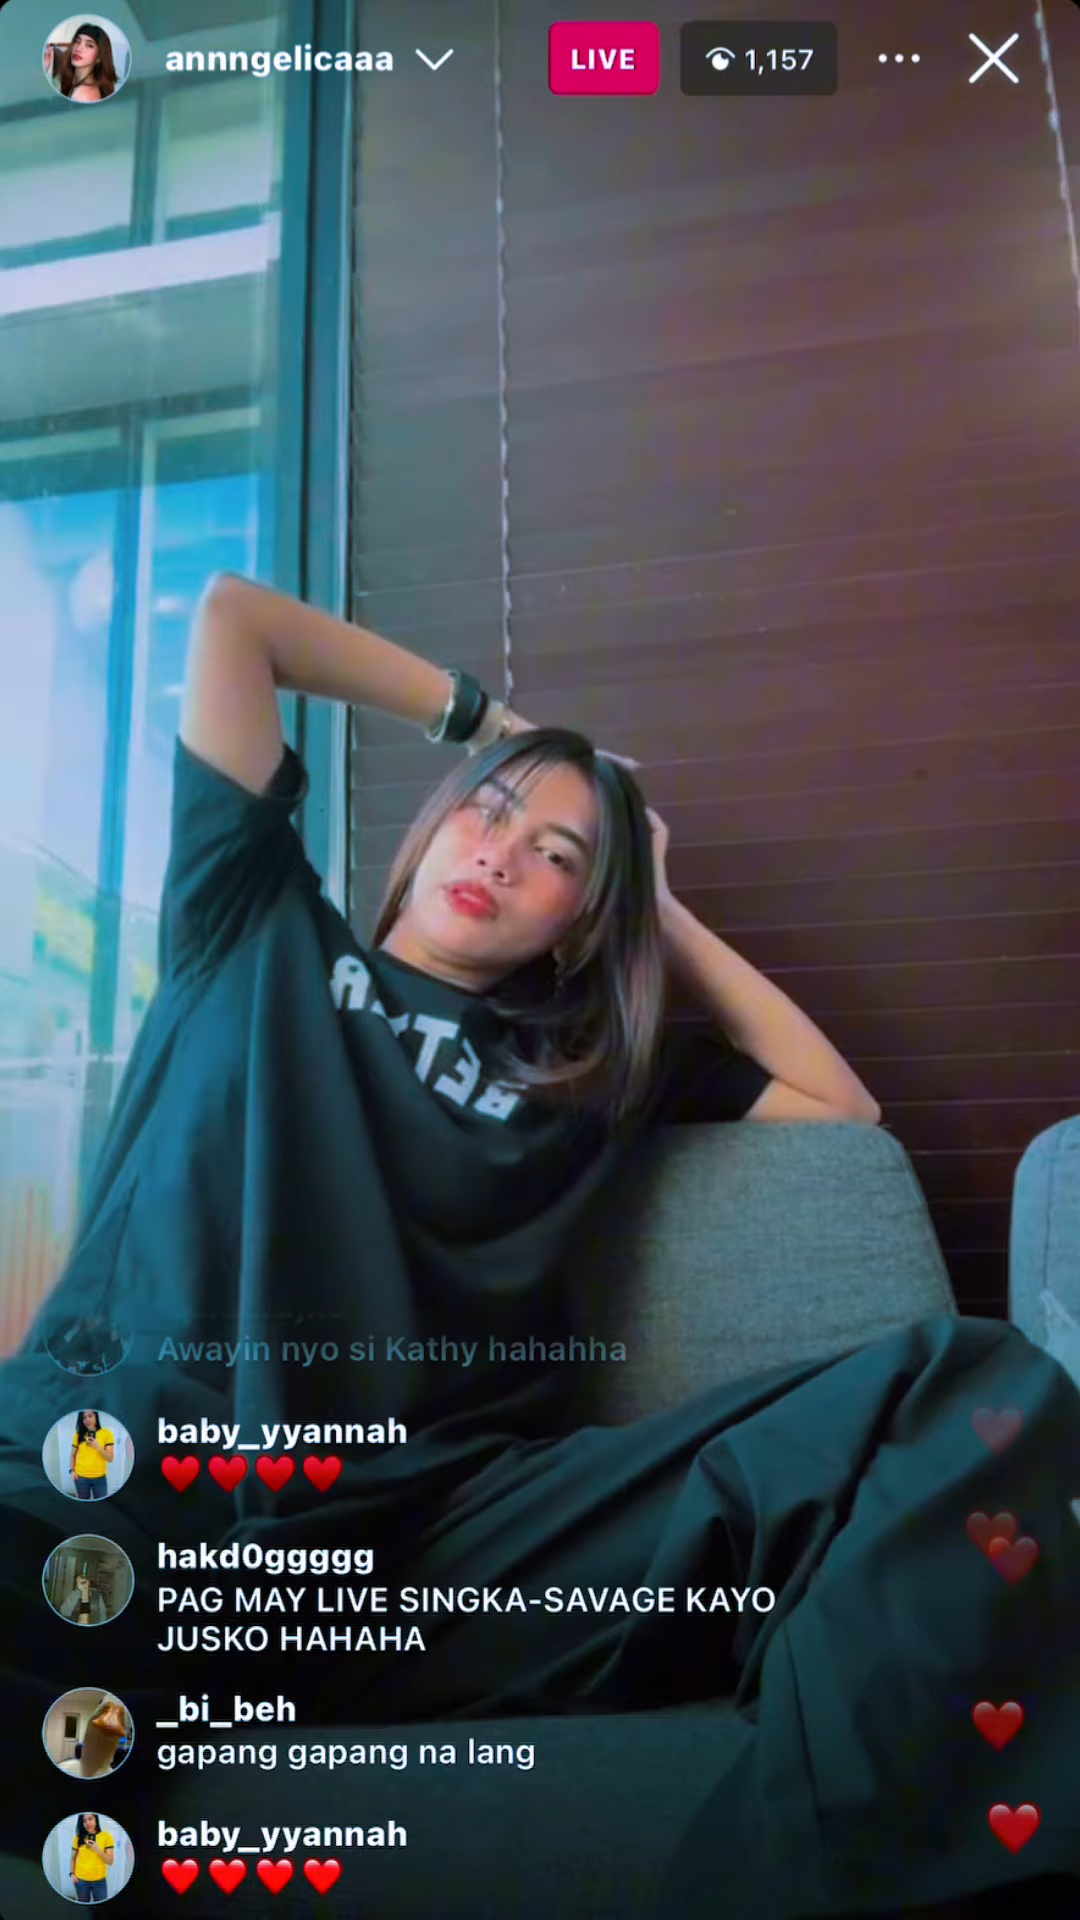 annngelicaaa
LIVE
1,157
Awayin nyo si Kathy hahahha
baby_yyannah
❤️❤️❤️❤️
hakd0ggggg
PAG MAY LIVE SINGKA-SAVAGE KAYO
JUSKO HAHAHA
_bi_beh
gapang gapang na lang
baby_yyannah
❤️❤️❤️❤️